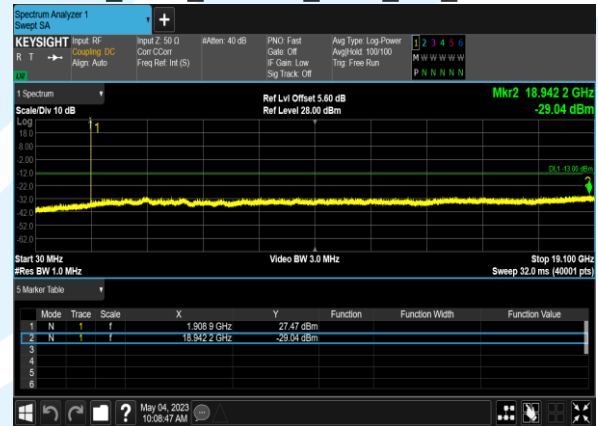 Spectrum Analyzer 1
Swept SA
+
KEYSIGHT
R T
LV
Input: RF
Coupling: DC
Align: Auto
Input Z: 50 Ω
Corr CCorr
Freq Ref: Int (S)
#Atten: 40 dB
PNO: Fast
Gate: Off
IF Gain: Low
Sig Track: Off
Avg Type: Log-Power
Avg|Hold: 100/100
Trig: Free Run
1 2 3 4 5 6
M W W W W W
P N N N N N
1 Spectrum
Scale/Div 10 dB
Ref Lvl Offset 5.60 dB
Ref Level 28.00 dBm
Mkr2 18.942 2 GHz
-29.04 dBm
Log
18.0
8.00
-2.00
-12.0
-22.0
-32.0
-42.0
-52.0
-62.0
1
DL1 -13.00 dBm
2
Start 30 MHz
#Res BW 1.0 MHz
Video BW 3.0 MHz
Stop 19.100 GHz
Sweep 32.0 ms (40001 pts)
5 Marker Table
Mode Trace Scale X Y Function Function Width Function Value
1 N 1 f 1.908 9 GHz 27.47 dBm
2 N 1 f 18.942 2 GHz -29.04 dBm
3
4
5
6
?
May 04, 2023
10:08:47 AM